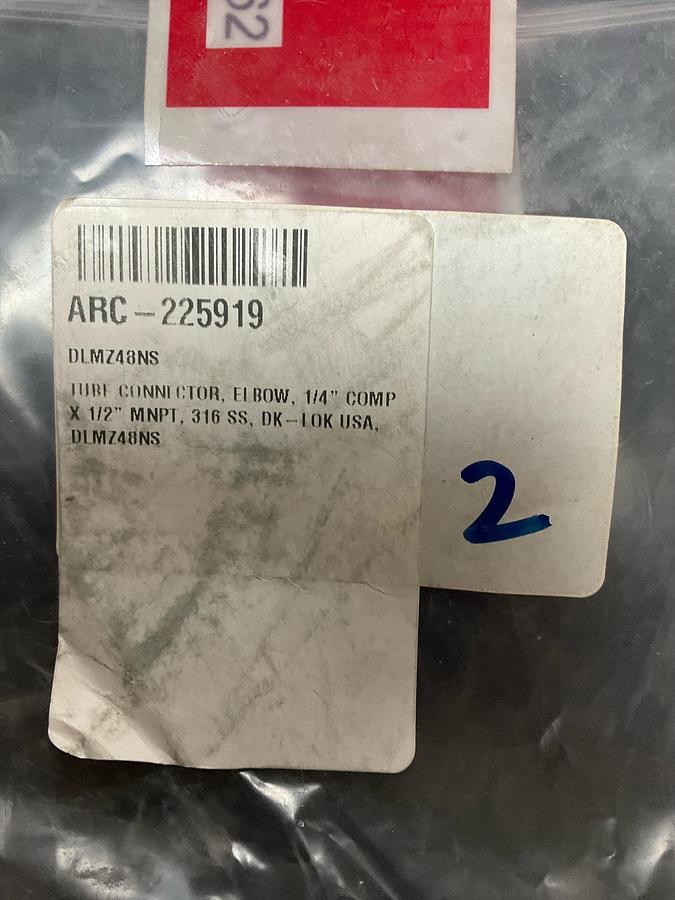 62
ARC-225919
DLMZ48NS
TUBE CONNECTOR, ELBOW, 1/4" COMP
X 1/2" MNPT, 316 SS, DK-LOK USA,
DLMZ48NS
2